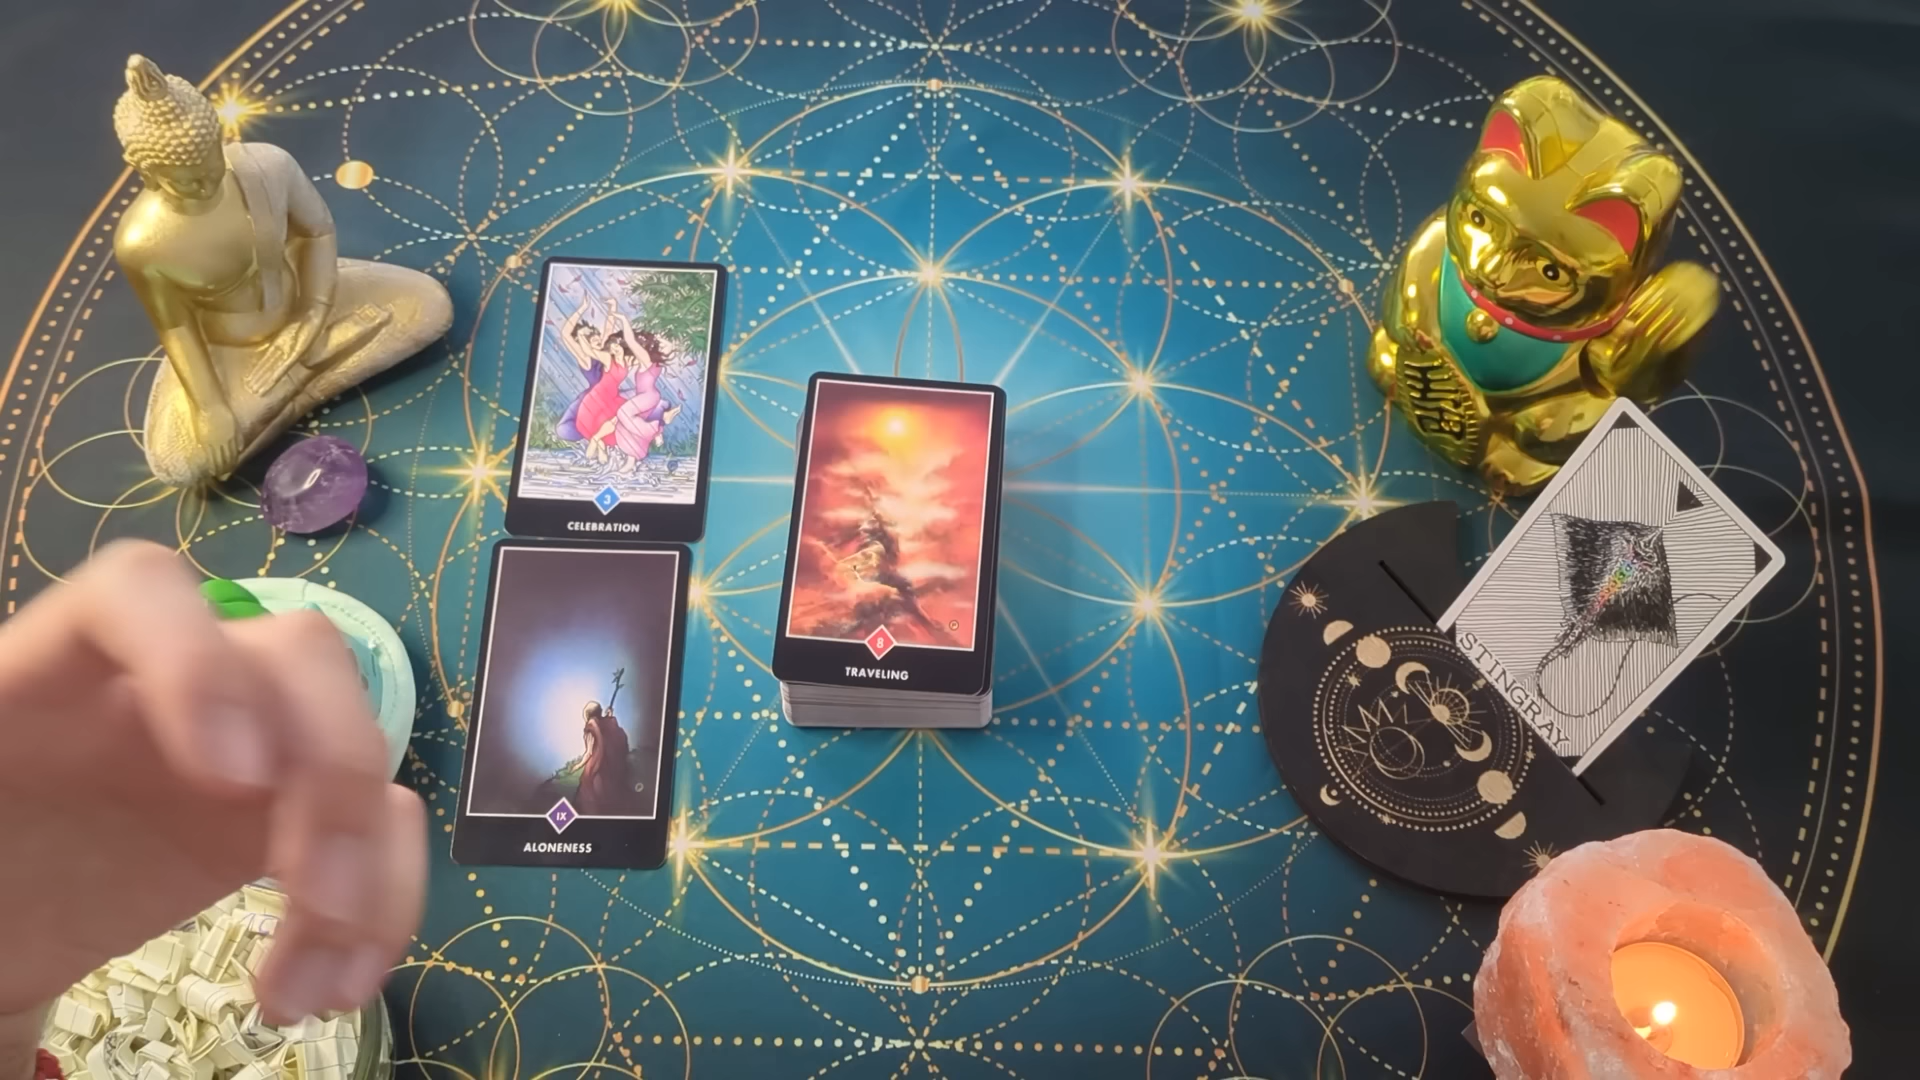 3
CELEBRATION
IX
ALONENESS
8
TRAVELING
STINGRAY